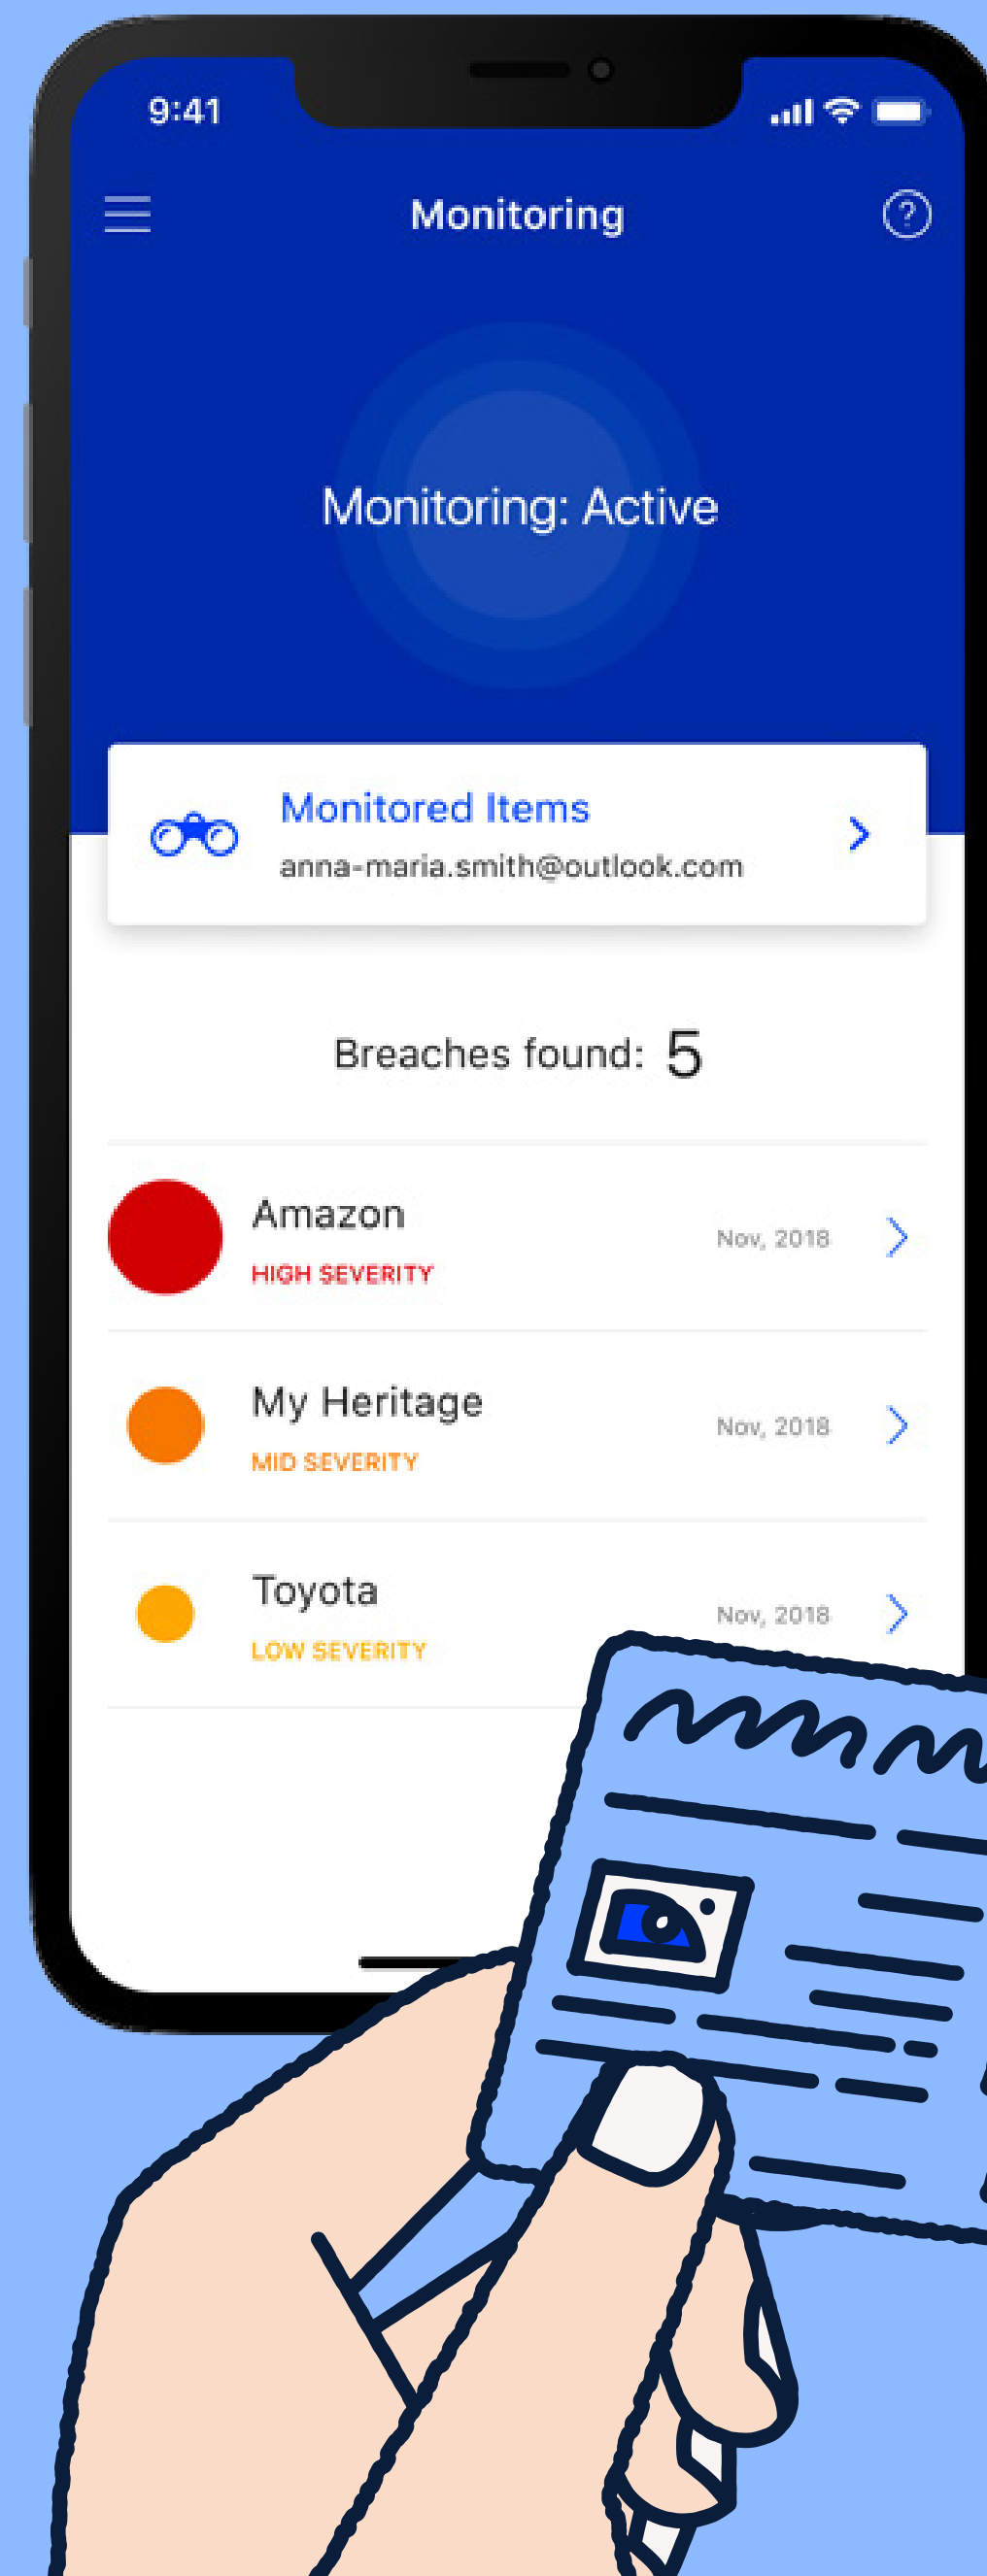 9:41
Monitoring
?
Monitoring: Active
Monitored Items
anna-maria.smith@outlook.com
Breaches found: 5
Amazon
Nov, 2018
HIGH SEVERITY
My Heritage
Nov, 2018
MID SEVERITY
Toyota
Nov, 2018
LOW SEVERITY